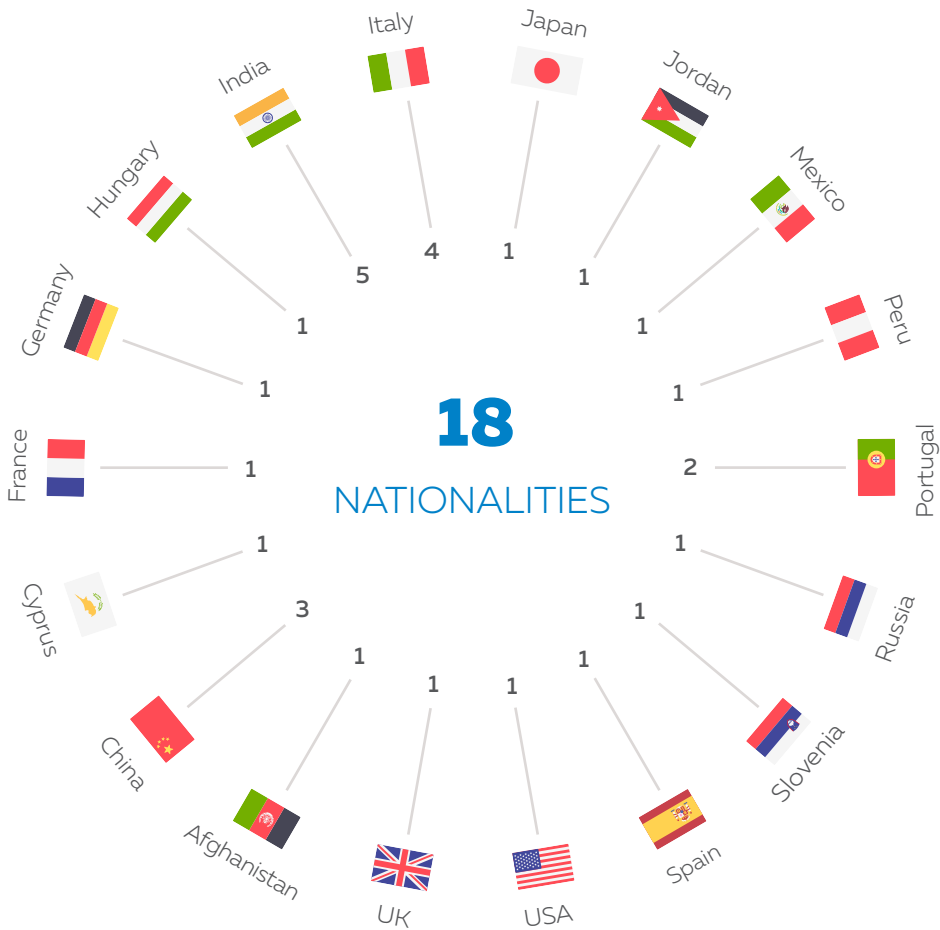 Italy
Japan
India
Jordan
Hungary
Mexico
Germany
Peru
France
Portugal
Cyprus
Russia
China
Slovenia
Afghanistan
Spain
UK
USA
4
1
5
1
1
1
1
1
18
1
2
NATIONALITIES
1
1
3
1
1
1
1
1